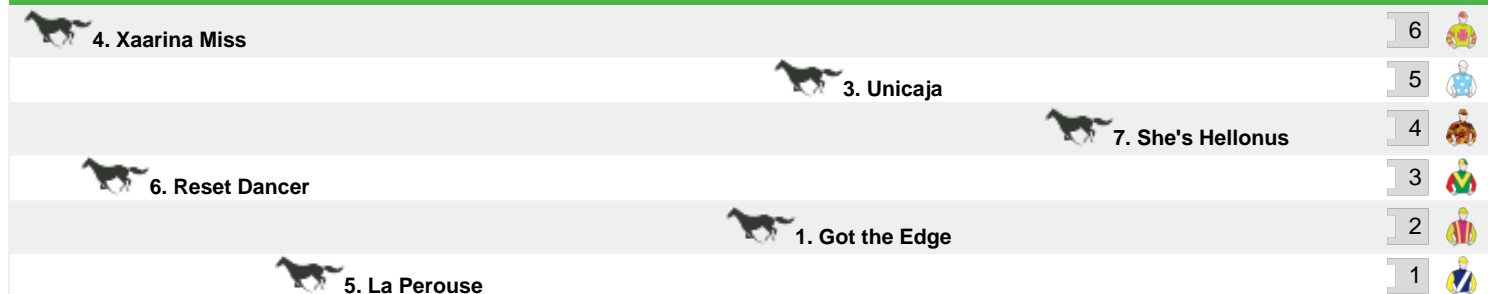 4. Xaarina Miss 6
3. Unicaja 5
7. She's Hellonus 4
6. Reset Dancer 3
1. Got the Edge 2
5. La Perouse 1